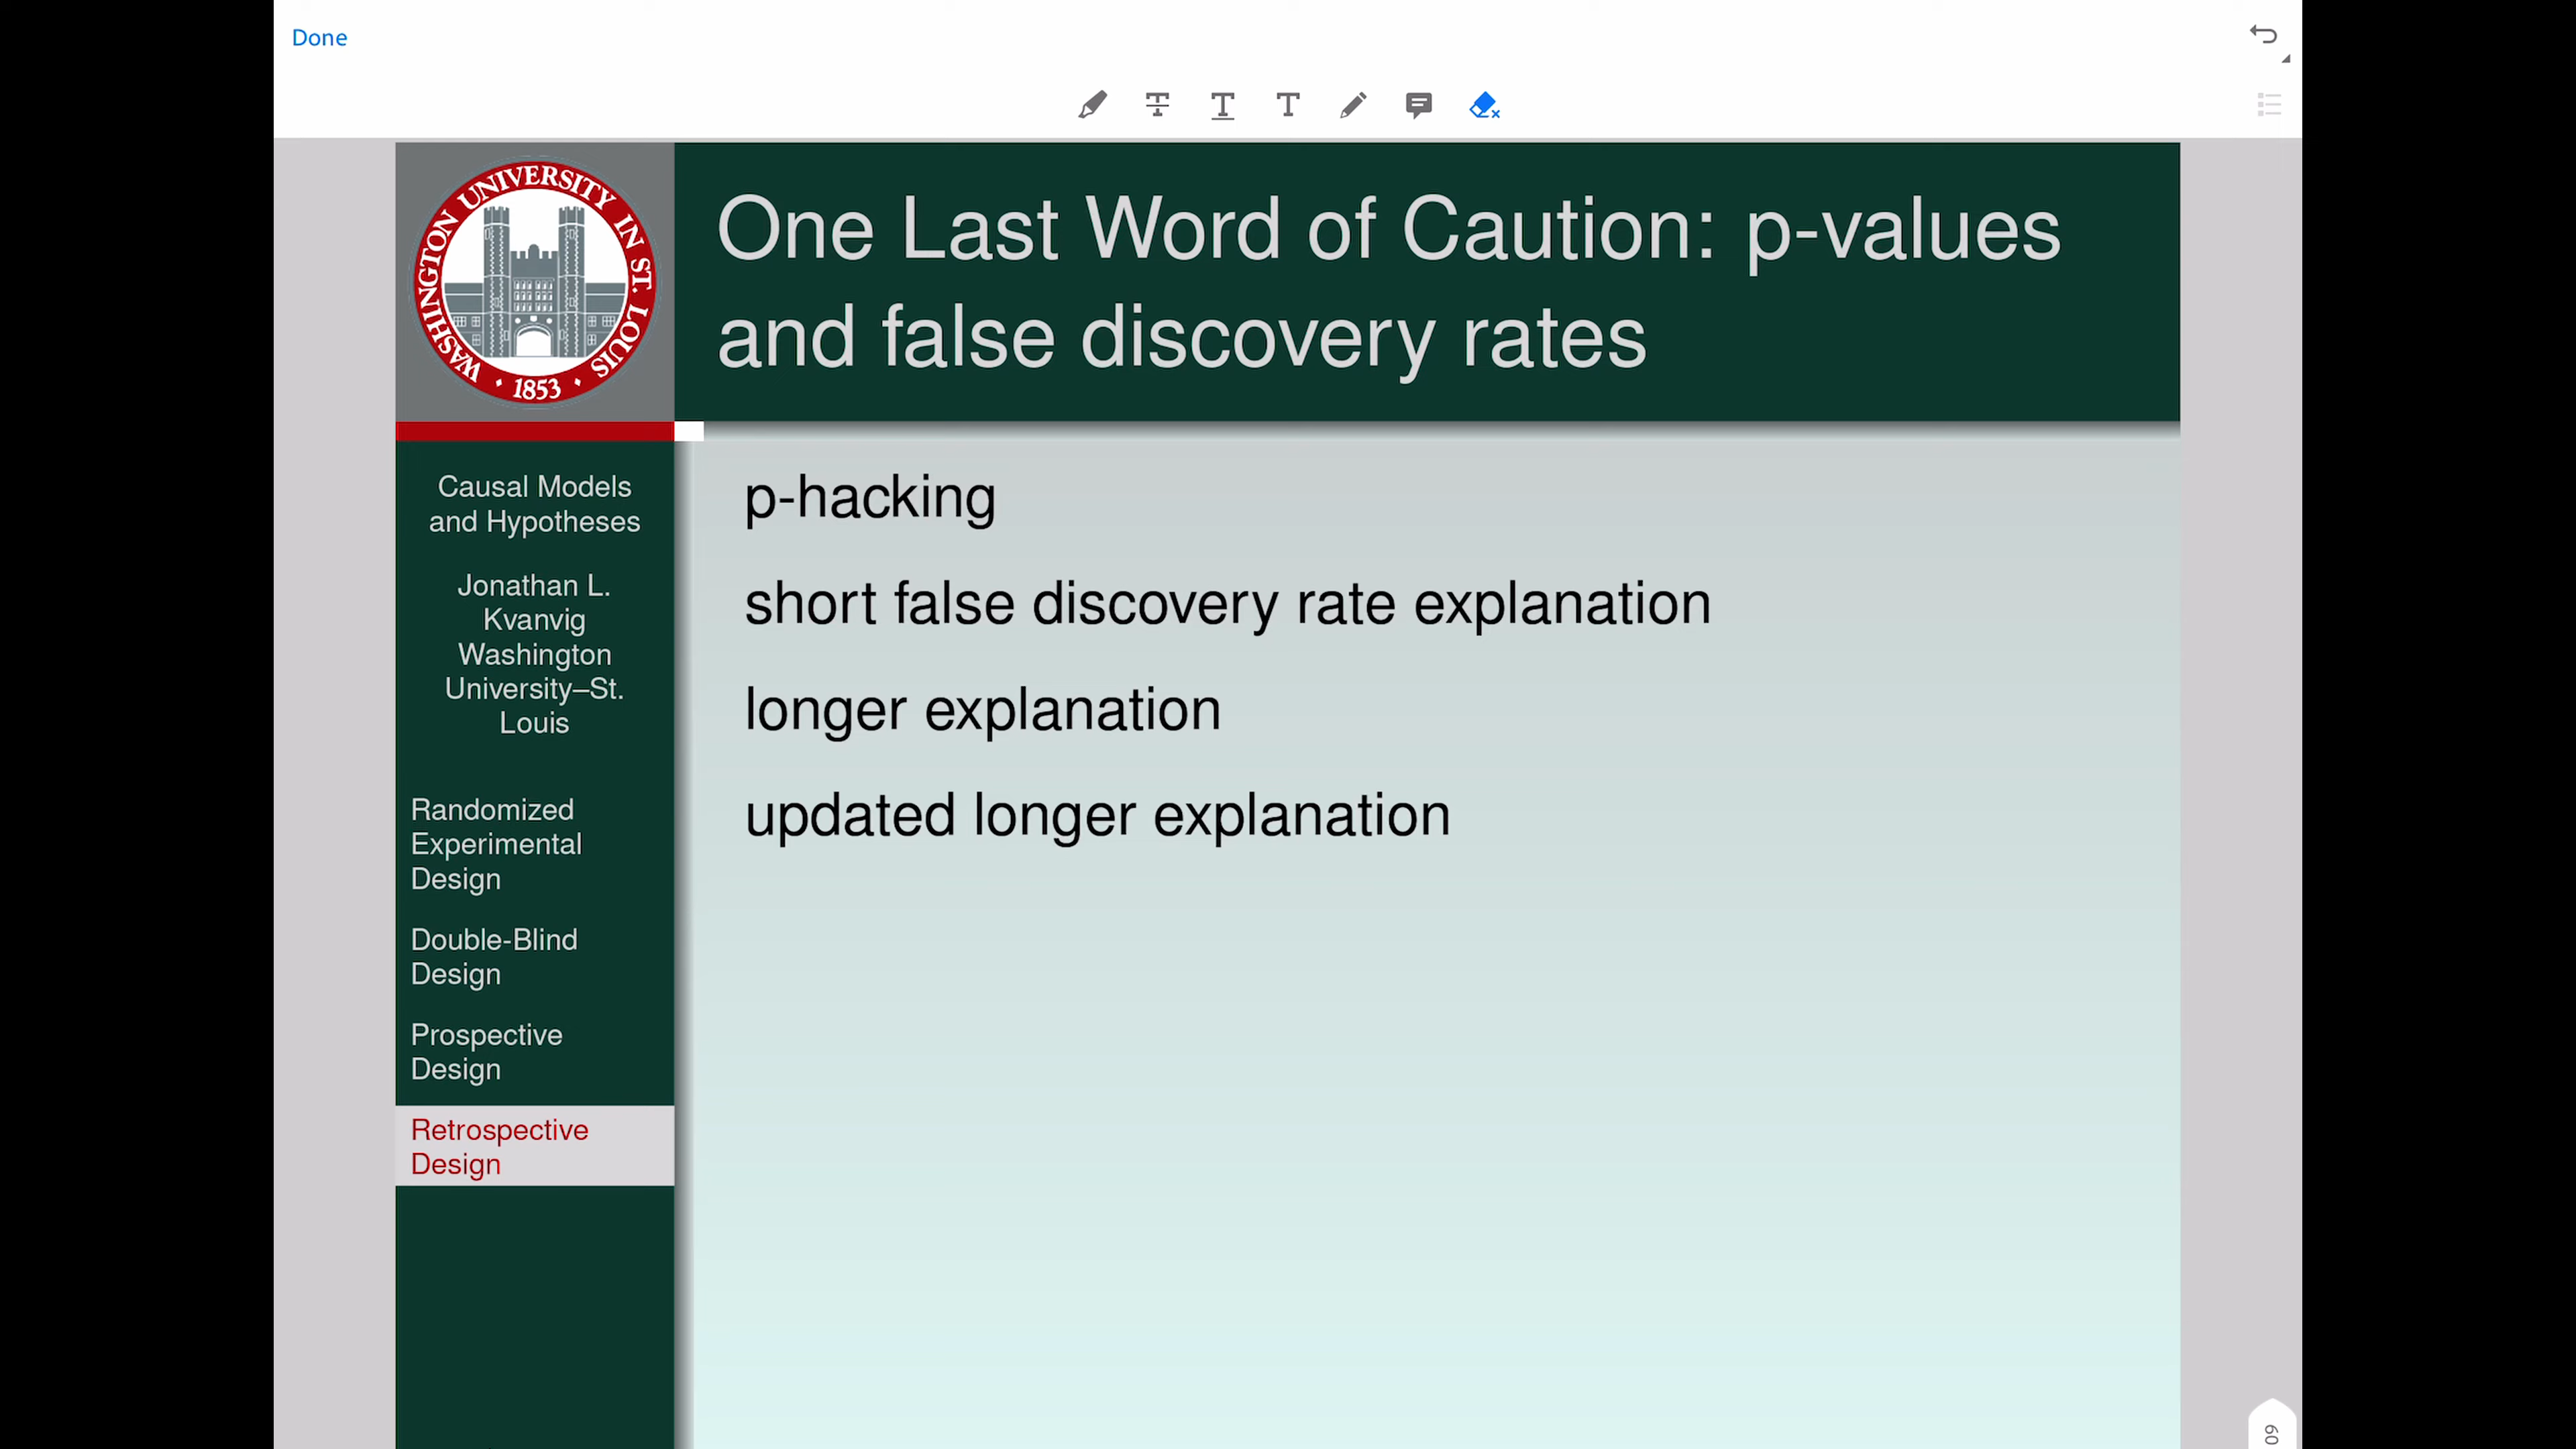 Done
WASHINGTON UNIVERSITY IN ST. LOUIS
1853
One Last Word of Caution: p-values
and false discovery rates
Causal Models
and Hypotheses
Jonathan L.
Kvanvig
Washington
University–St.
Louis
Randomized
Experimental
Design
Double-Blind
Design
Prospective
Design
Retrospective
Design
p-hacking
short false discovery rate explanation
longer explanation
updated longer explanation
60